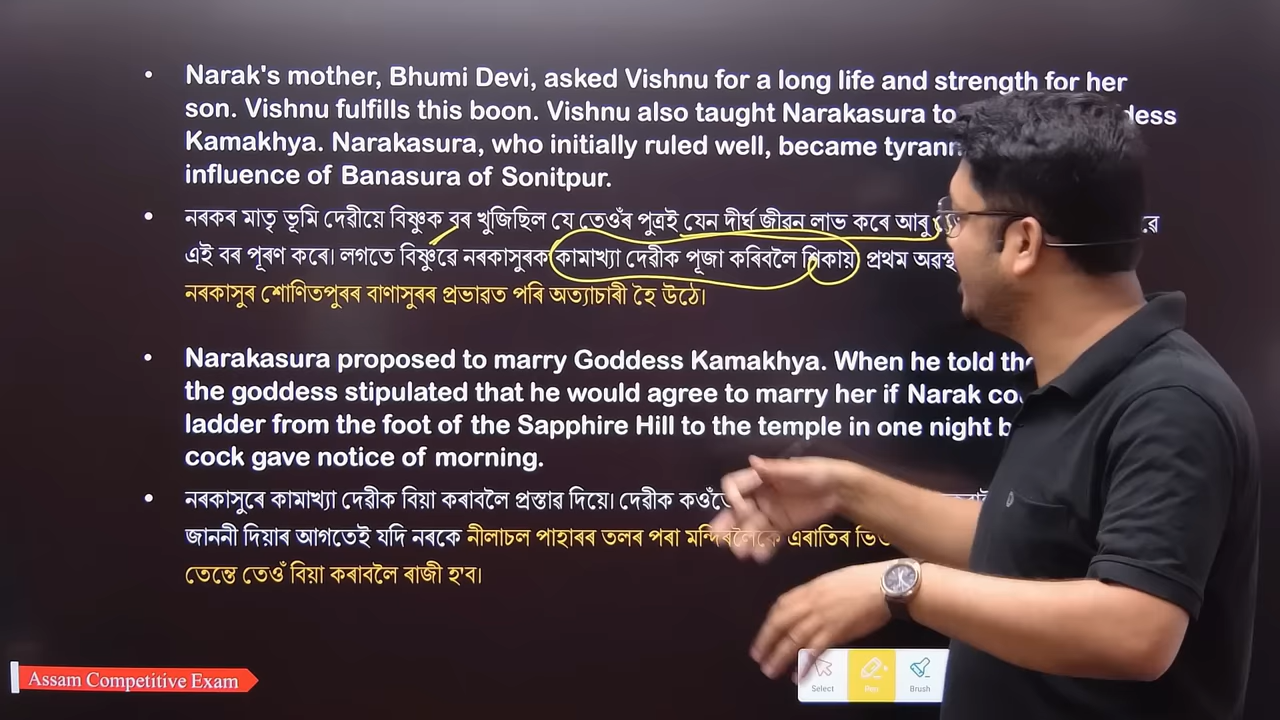 • Narak's mother, Bhumi Devi, asked Vishnu for a long life and strength for her
son. Vishnu fulfills this boon. Vishnu also taught Narakasura to
Kamakhya. Narakasura, who initially ruled well, became
influence of Banasura of Sonitpur.
• নৰকৰ মাতৃ ভূমি দেৱীয়ে বিষ্ণুক বৰ খুজিছিল যে তেওঁৰ পুত্ৰই যেন দীৰ্ঘ জীৱন লাভ কৰে আৰু
এই বৰ পূৰণ কৰে। লগতে বিষ্ণুৱে নৰকাসুৰক কামাখ্যা দেৱীক পূজা কৰিবলৈ শিকায় প্ৰথম
নৰকাসুৰ শোণিতপুৰৰ বাণাসুৰৰ প্ৰভাৱত পৰি অত্যাচাৰী হৈ উঠে।
• Narakasura proposed to marry Goddess Kamakhya. When he told
the goddess stipulated that he would agree to marry her if Narak
ladder from the foot of the Sapphire Hill to the temple in one night
cock gave notice of morning.
• নৰকাসুৰে কামাখ্যা দেৱীক বিয়া কৰাবলৈ প্ৰস্তাৱ দিয়ে। দেৱীক
জাননী দিয়াৰ আগতেই যদি নৰকে নীলাচল পাহাৰৰ তলৰ পৰা মন্দিৰলৈকে এৰাতিৰ
তেন্তে তেওঁ বিয়া কৰাবলৈ ৰাজী হ'ব।
Assam Competitive Exam
Select Pen Brush